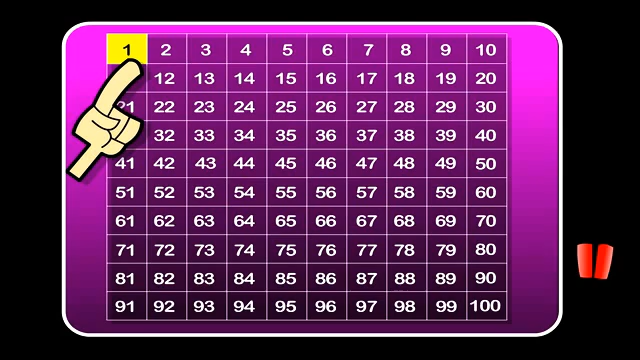 1 2 3 4 5 6 7 8 9 10
12 13 14 15 16 17 18 19 20
21 22 23 24 25 26 27 28 29 30
32 33 34 35 36 37 38 39 40
41 42 43 44 45 46 47 48 49 50
51 52 53 54 55 56 57 58 59 60
61 62 63 64 65 66 67 68 69 70
71 72 73 74 75 76 77 78 79 80
81 82 83 84 85 86 87 88 89 90
91 92 93 94 95 96 97 98 99 100